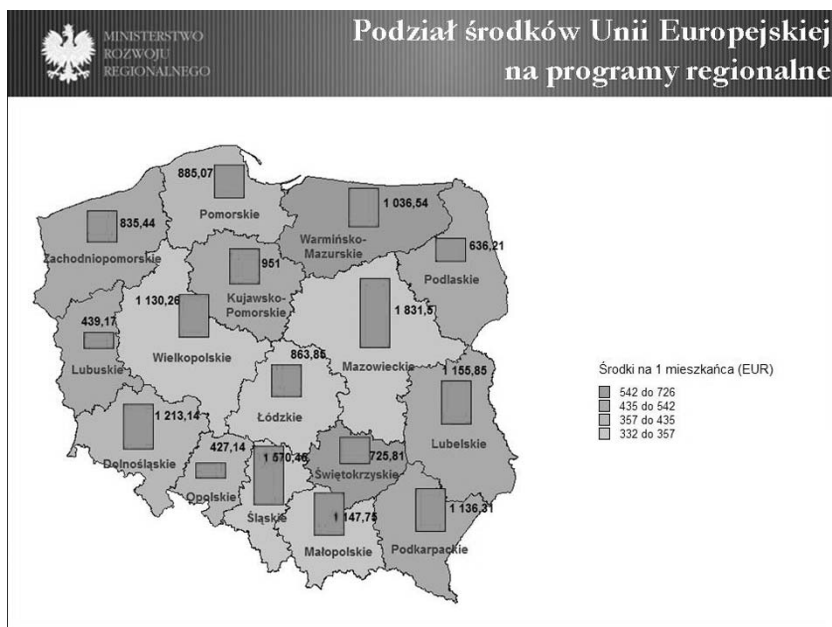 MINISTERSTWO
ROZWOJU
REGIONALNEGO
Podział środków Unii Europejskiej
na programy regionalne
885,07
Pomorskie
835,44
Zachodniopomorskie
1 036,54
Warmińsko-
Mazurskie
636,21
Podlaskie
951
Kujawsko-
Pomorskie
1 130,26
Wielkopolskie
1 831,5
Mazowieckie
439,17
Lubuskie
863,85
Łódzkie
1 155,85
Lubelskie
1 213,14
Dolnośląskie
427,14
Opolskie
1 570,46
Śląskie
725,81
Świętokrzyskie
1 147,75
Małopolskie
1 136,31
Podkarpackie
Środki na 1 mieszkańca (EUR)
542 do 726
435 do 542
357 do 435
332 do 357